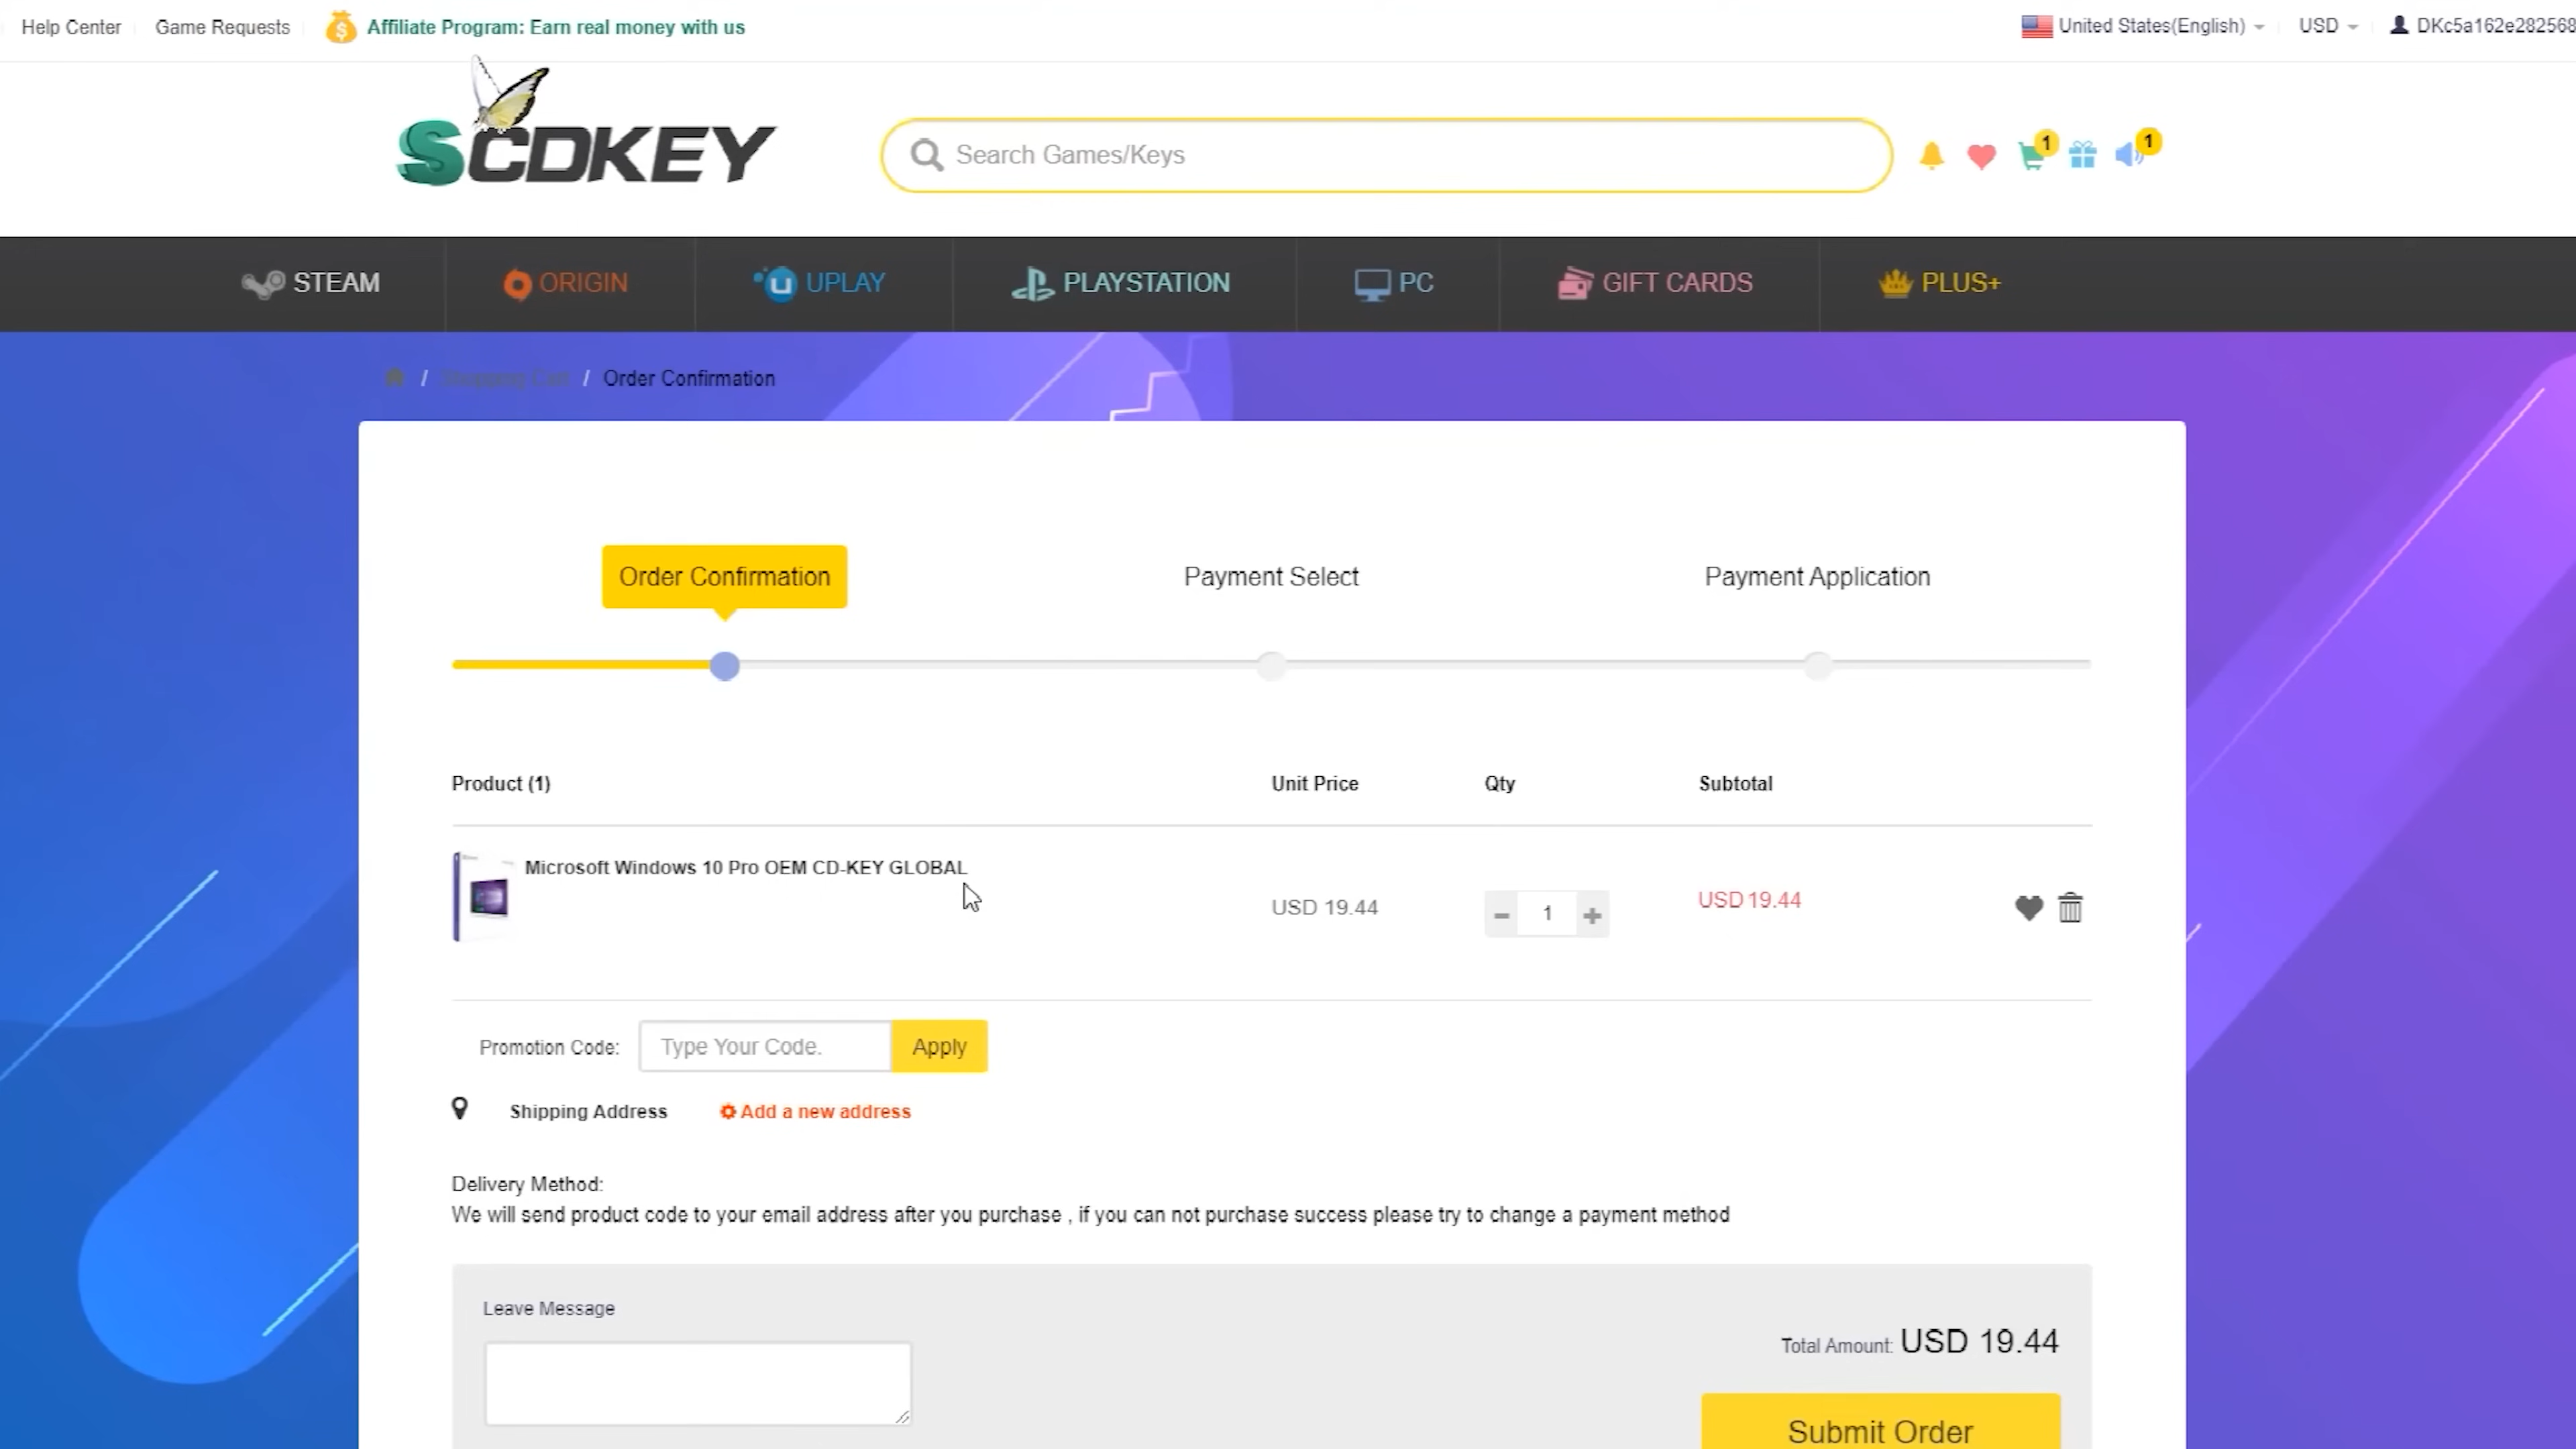 Help Center
Game Requests
Affiliate Program: Earn real money with us
United States(English)
USD
DKc5a162e282568
SCDKEY
Search Games/Keys
1
1
STEAM
ORIGIN
UPLAY
PLAYSTATION
PC
GIFT CARDS
PLUS+
/ Shopping Cart / Order Confirmation
Order Confirmation
Payment Select
Payment Application
Product (1)
Unit Price
Qty
Subtotal
Microsoft Windows 10 Pro OEM CD-KEY GLOBAL
USD 19.44
1
USD 19.44
Promotion Code:
Type Your Code.
Apply
Shipping Address
Add a new address
Delivery Method:
We will send product code to your email address after you purchase , if you can not purchase success please try to change a payment method
Leave Message
Total Amount: USD 19.44
Submit Order